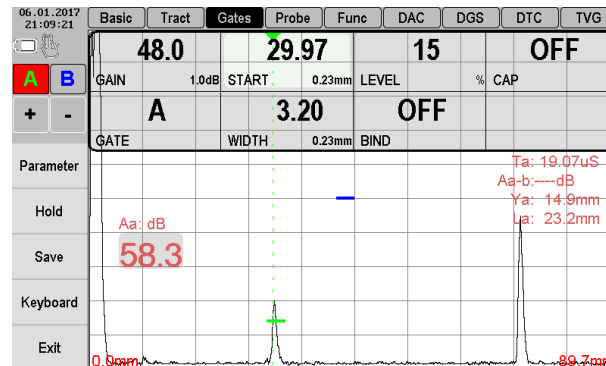 06.01.2017
21:09:21
Basic Tract Gates Probe Func DAC DGS DTC TVG
48.0 29.97 15 OFF
GAIN 1.0dB START 0.23mm LEVEL % CAP
A B
+ -
A 3.20 OFF
GATE WIDTH 0.23mm BIND
Parameter
Hold
Save
Keyboard
Exit
Ta: 19.07uS
Aa-b:----dB
Ya: 14.9mm
La: 23.2mm
Aa: dB
58.3
0.0mm 89.7mm